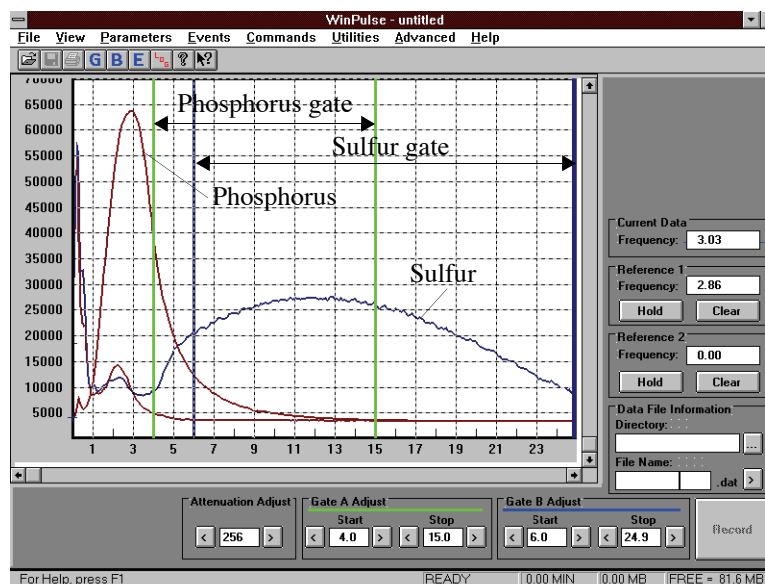 WinPulse - untitled
File View Parameters Events Commands Utilities Advanced Help
G B E
70000
65000
60000
55000
50000
45000
40000
35000
30000
25000
20000
15000
10000
5000
Phosphorus gate
Sulfur gate
Phosphorus
Sulfur
1 3 5 7 9 11 13 15 17 19 21 23
Current Data
Frequency: 3.03
Reference 1
Frequency: 2.86
Hold Clear
Reference 2
Frequency: 0.00
Hold Clear
Data File Information
Directory:
...
File Name:
.dat >
Attenuation Adjust
< 256 >
Gate A Adjust
Start Stop
< 4.0 > < 15.0 >
Gate B Adjust
Start Stop
< 6.0 > < 24.9 >
Record
For Help, press F1 READY 0.00 MIN 0.00 MB FREE = 81.6 MB